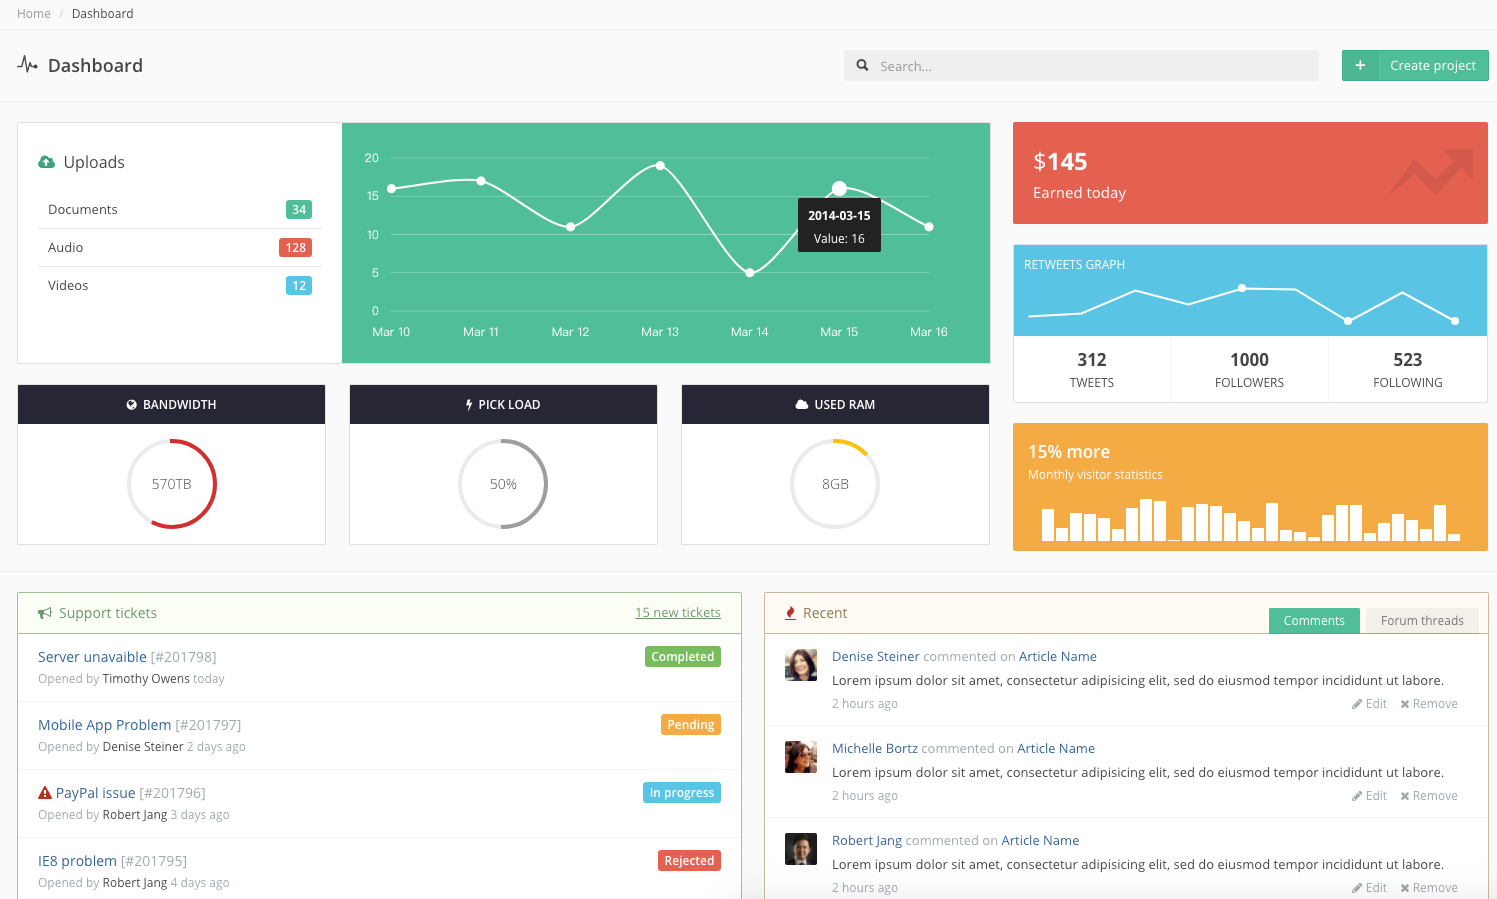 Home / Dashboard
Dashboard
Search...
+ Create project
Uploads
Documents 34
Audio 128
Videos 12
20
15
10
5
0
Mar 10 Mar 11 Mar 12 Mar 13 Mar 14 Mar 15 Mar 16
2014-03-15
Value: 16
$145
Earned today
RETWEETS GRAPH
312 1000 523
TWEETS FOLLOWERS FOLLOWING
BANDWIDTH
570TB
PICK LOAD
50%
USED RAM
8GB
15% more
Monthly visitor statistics
Support tickets 15 new tickets
Server unavaible [#201798] Completed
Opened by Timothy Owens today
Mobile App Problem [#201797] Pending
Opened by Denise Steiner 2 days ago
PayPal issue [#201796] In progress
Opened by Robert Jang 3 days ago
IE8 problem [#201795] Rejected
Opened by Robert Jang 4 days ago
Recent Comments Forum threads
Denise Steiner commented on Article Name
Lorem ipsum dolor sit amet, consectetur adipisicing elit, sed do eiusmod tempor incididunt ut labore.
2 hours ago Edit Remove
Michelle Bortz commented on Article Name
Lorem ipsum dolor sit amet, consectetur adipisicing elit, sed do eiusmod tempor incididunt ut labore.
2 hours ago Edit Remove
Robert Jang commented on Article Name
Lorem ipsum dolor sit amet, consectetur adipisicing elit, sed do eiusmod tempor incididunt ut labore.
2 hours ago Edit Remove